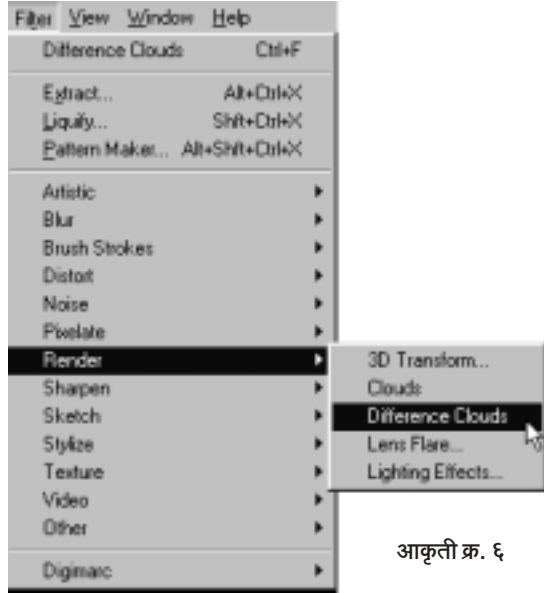 Filter View Window Help
Difference Clouds Ctrl+F
Extract... Alt+Ctrl+X
Liquify... Shft+Ctrl+X
Pattern Maker... Alt+Shft+Ctrl+X
Artistic
Blur
Brush Strokes
Distort
Noise
Pixelate
Render
3D Transform...
Clouds
Difference Clouds
Lens Flare...
Lighting Effects...
Sharpen
Sketch
Stylize
Texture
Video
Other
Digimarc
आकृती क्र. ६